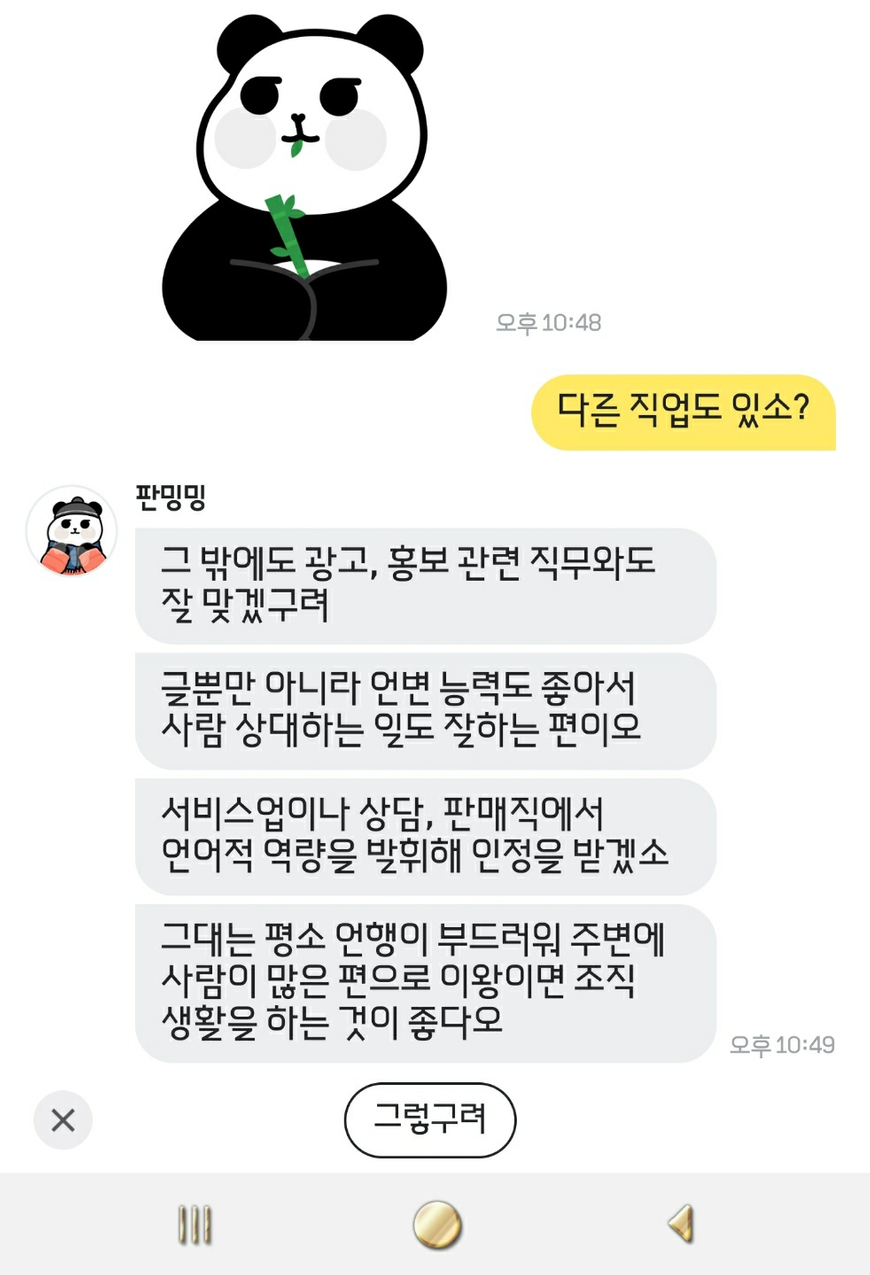 오후 10:48
다른 직업도 있소?
판밍밍
그 밖에도 광고, 홍보 관련 직무와도
잘 맞겠구려
글뿐만 아니라 언변 능력도 좋아서
사람 상대하는 일도 잘하는 편이오
서비스업이나 상담, 판매직에서
언어적 역량을 발휘해 인정을 받겠소
그대는 평소 언행이 부드러워 주변에
사람이 많은 편으로 이왕이면 조직
생활을 하는 것이 좋다오
오후 10:49
그렇구려